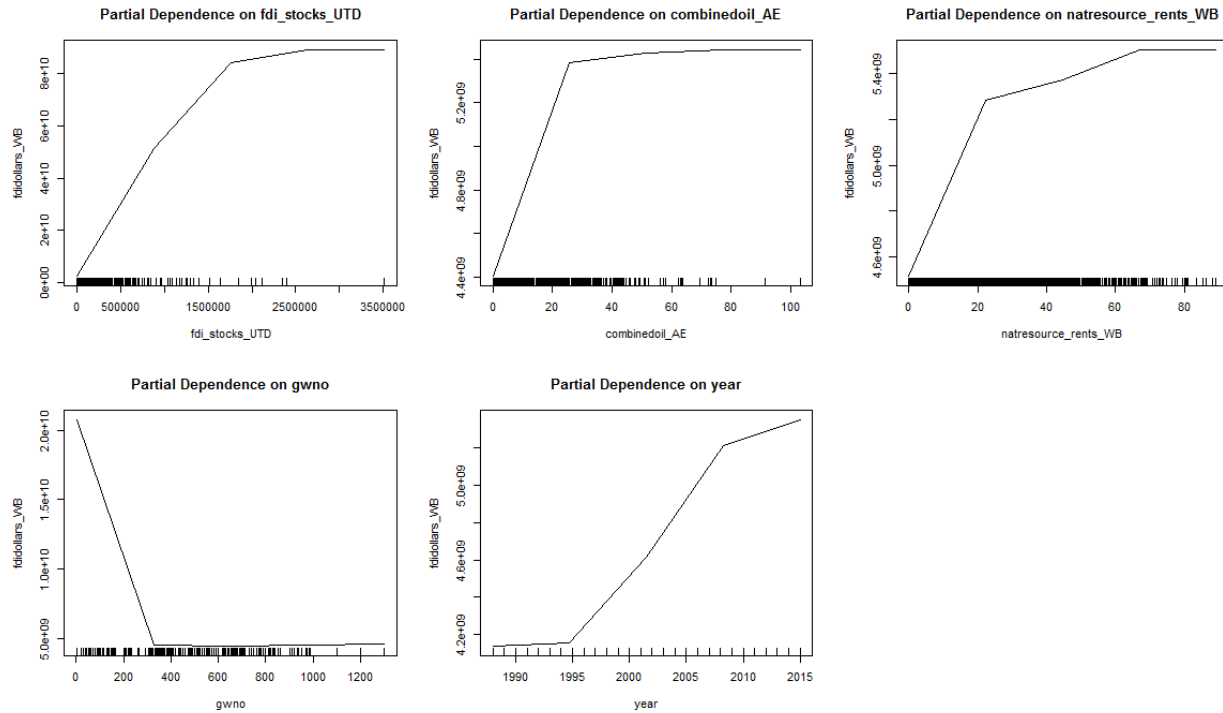 Partial Dependence on fdi_stocks_UTD
fdidollars_WB
0e+00 2e+10 4e+10 6e+10 8e+10
0 500000 1500000 2500000 3500000
fdi_stocks_UTD
Partial Dependence on combinedoil_AE
fdidollars_WB
4.4e+09 4.8e+09 5.2e+09
0 20 40 60 80 100
combinedoil_AE
Partial Dependence on natresource_rents_WB
fdidollars_WB
4.6e+09 5.0e+09 5.4e+09
0 20 40 60 80
natresource_rents_WB
Partial Dependence on gwno
fdidollars_WB
5.0e+09 1.0e+10 1.5e+10 2.0e+10
0 200 400 600 800 1000 1200
gwno
Partial Dependence on year
fdidollars_WB
4.2e+09 4.6e+09 5.0e+09
1990 1995 2000 2005 2010 2015
year